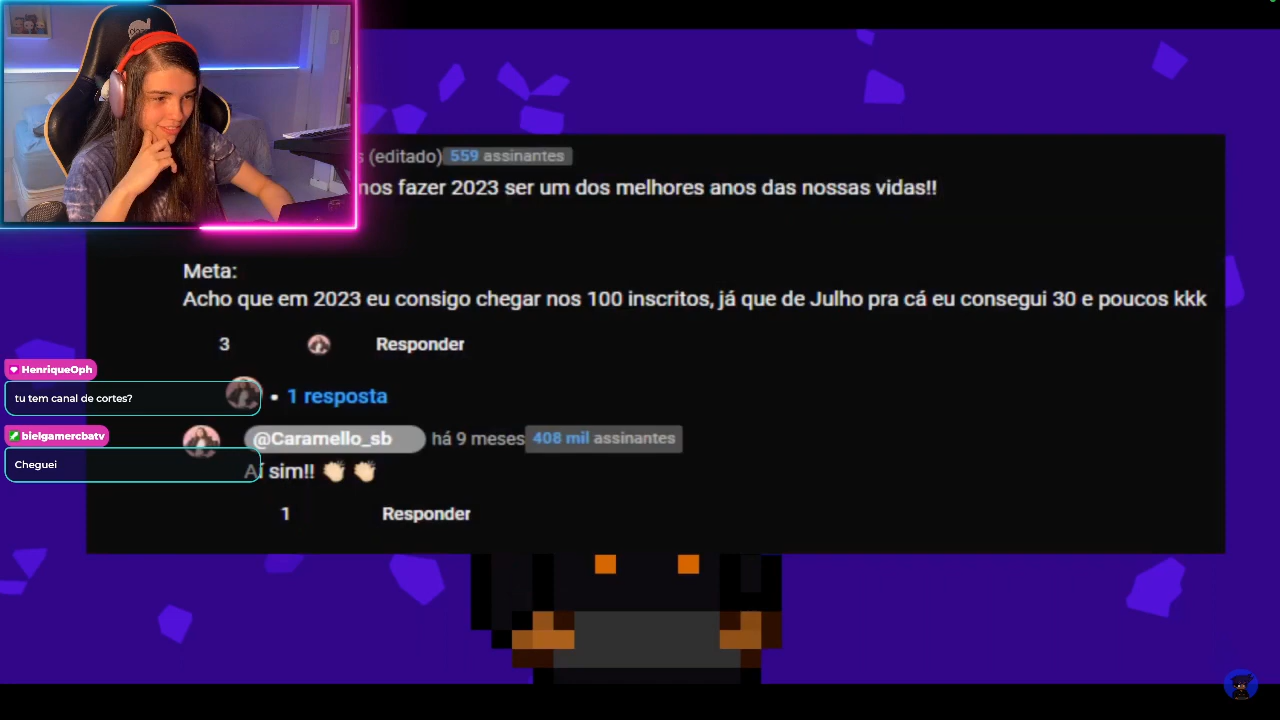 s (editado) 559 assinantes
nos fazer 2023 ser um dos melhores anos das nossas vidas!!
Meta:
Acho que em 2023 eu consigo chegar nos 100 inscritos, já que de Julho pra cá eu consegui 30 e poucos kkk
3 Responder
HenriqueOph
tu tem canal de cortes?
• 1 resposta
bielgamercbatv
Cheguei
@Caramello_sb há 9 meses 408 mil assinantes
Aí sim!! 👏🏻 👏🏻
1 Responder